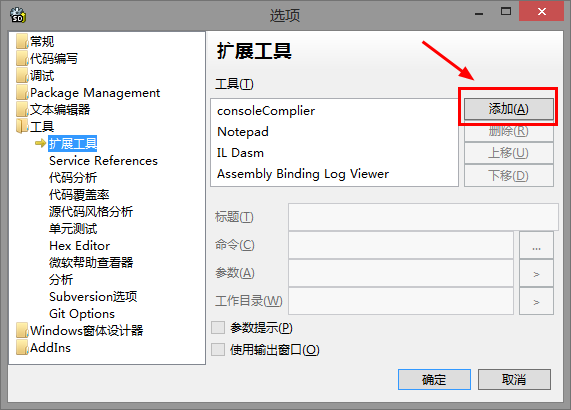 选项
常规
代码编写
调试
Package Management
文本编辑器
工具
扩展工具
Service References
代码分析
代码覆盖率
源代码风格分析
单元测试
Hex Editor
微软帮助查看器
分析
Subversion选项
Git Options
Windows窗体设计器
AddIns
扩展工具
工具(T)
consoleComplier
Notepad
IL Dasm
Assembly Binding Log Viewer
添加(A)
删除(R)
上移(U)
下移(D)
标题(T)
命令(C)
...
参数(A)
>
工作目录(W)
>
参数提示(P)
使用输出窗口(O)
确定
取消